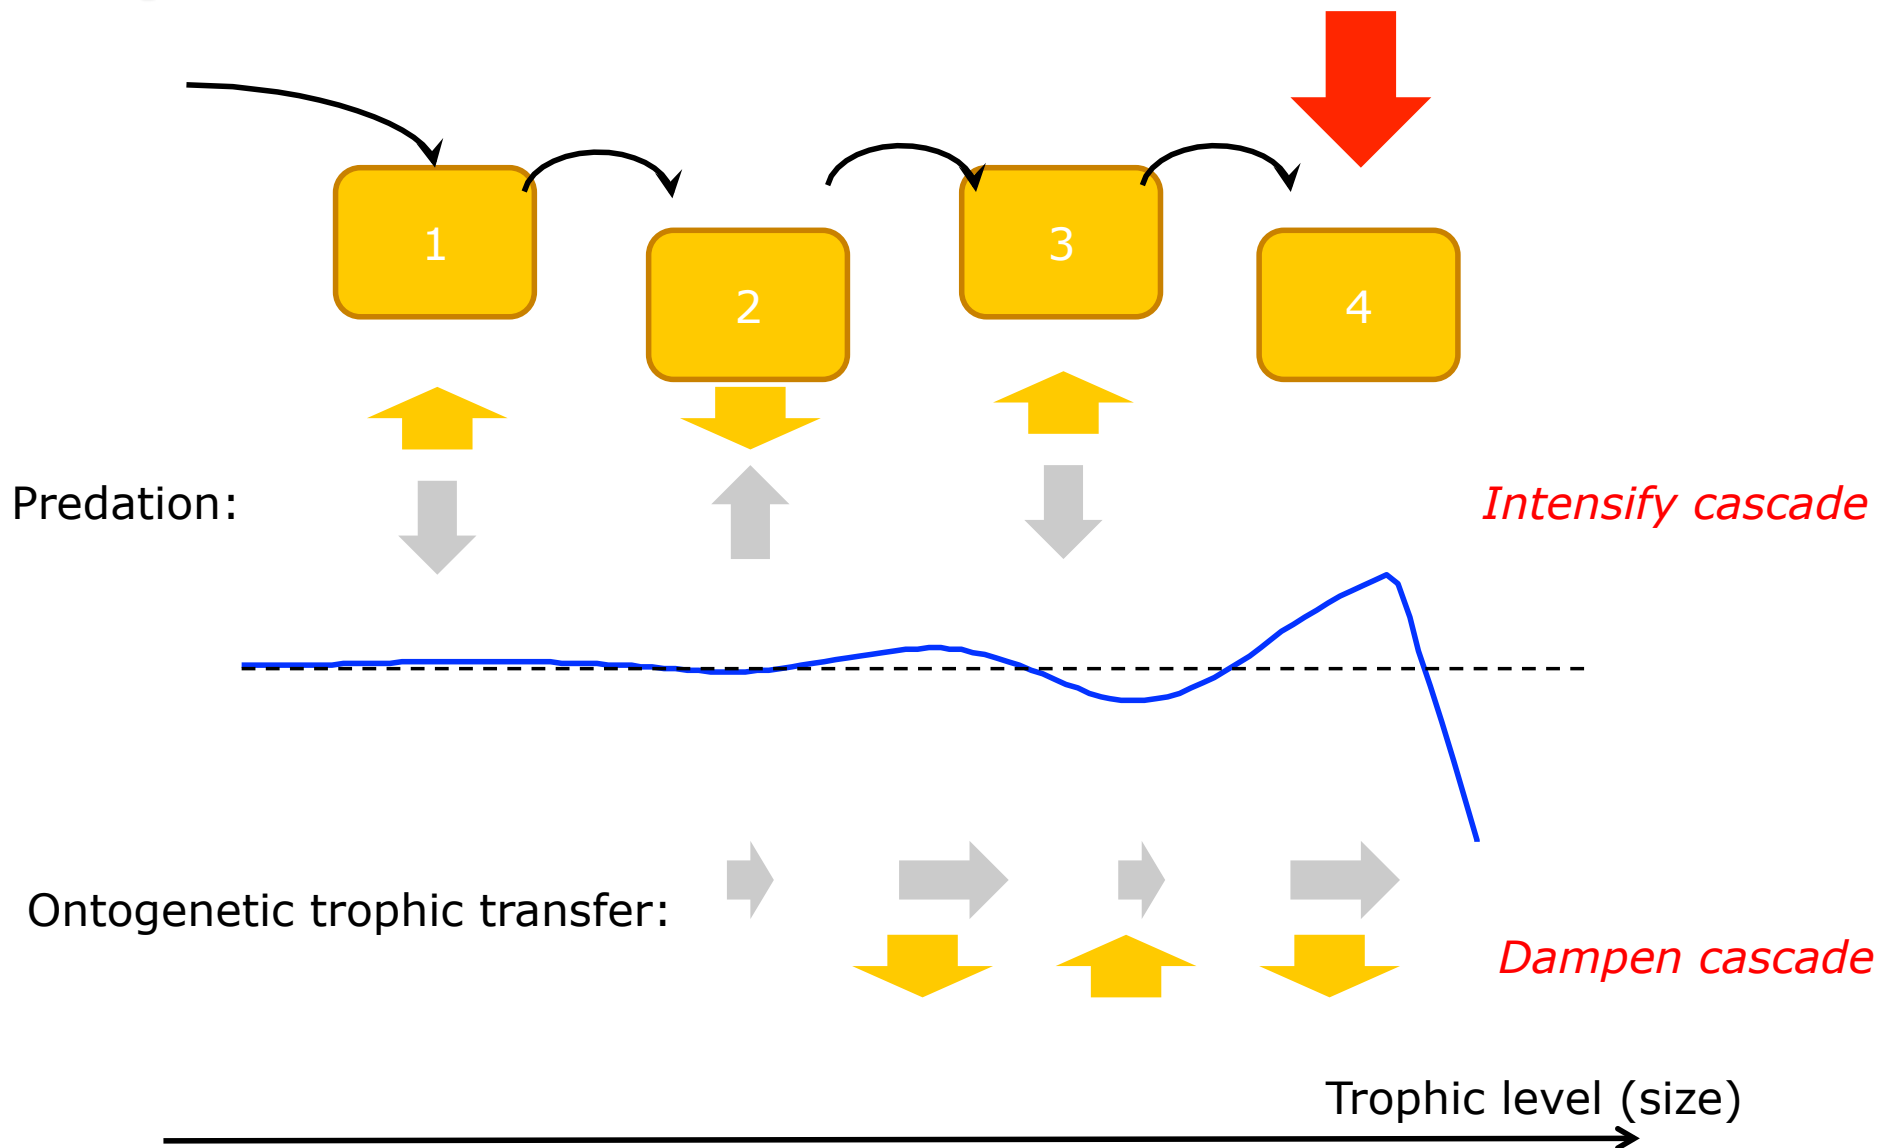 1
2
3
4
Predation:
Intensify cascade
Ontogenetic trophic transfer:
Dampen cascade
Trophic level (size)